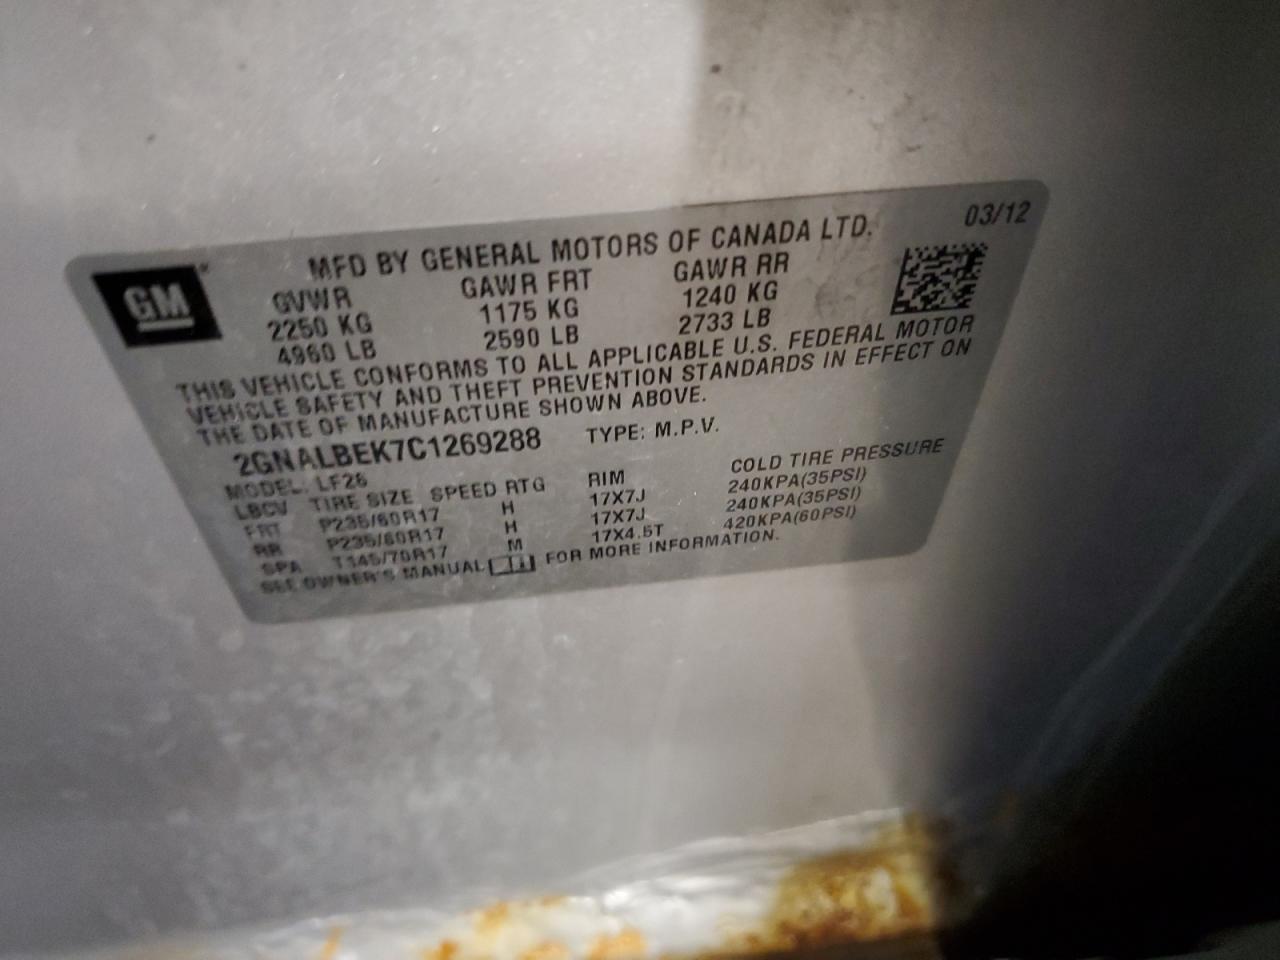 03/12
GM
MFD BY GENERAL MOTORS OF CANADA LTD.
GVWR GAWR FRT GAWR RR
2250 KG 1175 KG 1240 KG
4960 LB 2590 LB 2733 LB
THIS VEHICLE CONFORMS TO ALL APPLICABLE U.S. FEDERAL MOTOR
VEHICLE SAFETY AND THEFT PREVENTION STANDARDS IN EFFECT ON
THE DATE OF MANUFACTURE SHOWN ABOVE.
2GNALBEK7C1269288 TYPE: M.P.V.
MODEL: LF26
LBCV TIRE SIZE SPEED RTG RIM COLD TIRE PRESSURE
FRT P235/60R17 H 17X7J 240KPA(35PSI)
RR P235/60R17 H 17X7J 240KPA(35PSI)
SPA T145/70R17 M 17X4.5T 420KPA(60PSI)
SEE OWNER'S MANUAL FOR MORE INFORMATION.